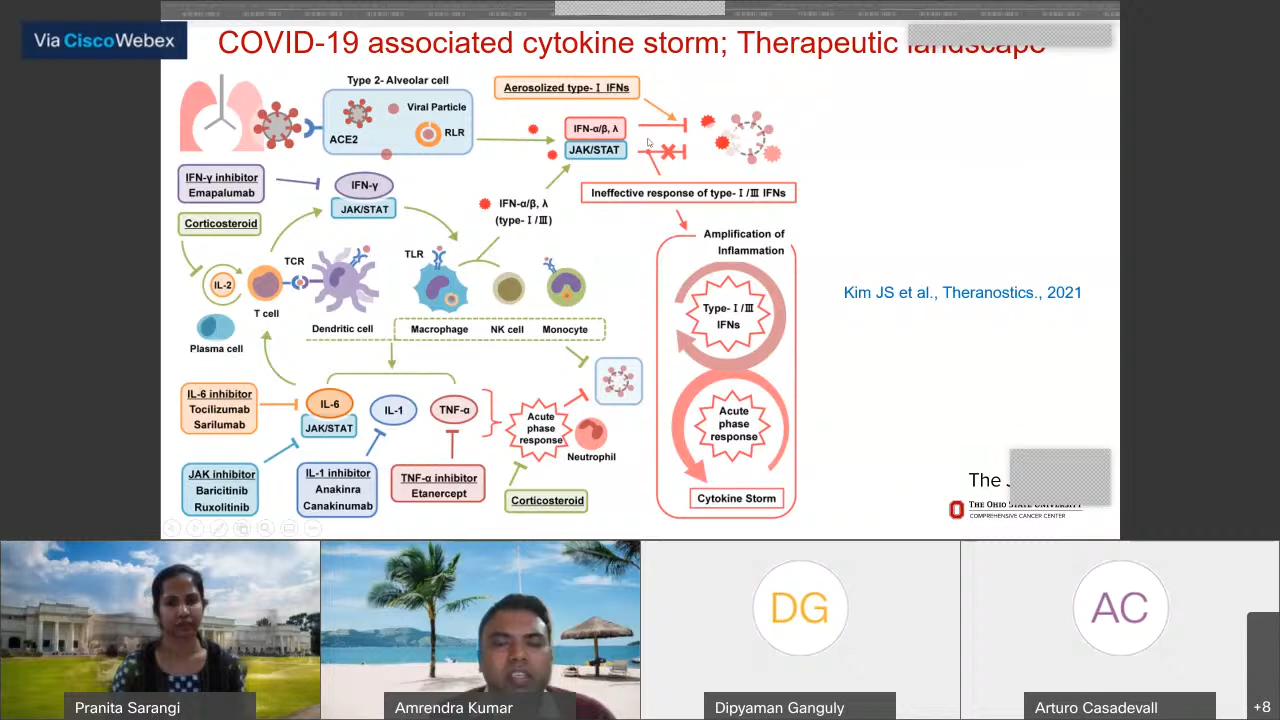 Via Cisco Webex
COVID-19 associated cytokine storm; Therapeutic landscape
Type 2- Alveolar cell
Viral Particle
RLR
ACE2
Aerosolized type-Ⅰ IFNs
IFN-α/β, λ
JAK/STAT
Ineffective response of type-Ⅰ/Ⅲ IFNs
IFN-γ inhibitor
Emapalumab
IFN-γ
JAK/STAT
IFN-α/β, λ
(type-Ⅰ/Ⅲ)
Corticosteroid
Amplification of
Inflammation
TCR
TLR
IL-2
T cell
Plasma cell
Dendritic cell
Macrophage
NK cell
Monocyte
Type-Ⅰ/Ⅲ
IFNs
Kim JS et al., Theranostics., 2021
IL-6 inhibitor
Tocilizumab
Sarilumab
IL-6
JAK/STAT
IL-1
TNF-α
Acute
phase
response
Neutrophil
Acute
phase
response
JAK inhibitor
Baricitinib
Ruxolitinib
IL-1 inhibitor
Anakinra
Canakinumab
TNF-α inhibitor
Etanercept
Corticosteroid
Cytokine Storm
The
THE OHIO STATE UNIVERSITY
COMPREHENSIVE CANCER CENTER
DG
AC
Pranita Sarangi
Amrendra Kumar
Dipyaman Ganguly
Arturo Casadevall
+8